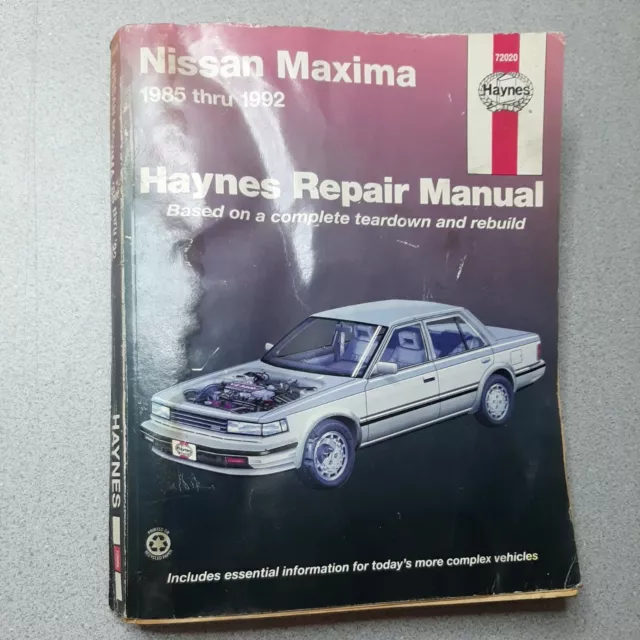 Nissan Maxima
1985 thru 1992
72020
Haynes
Haynes Repair Manual
Based on a complete teardown and rebuild
Haynes
Includes essential information for today's more complex vehicles
HAYNES